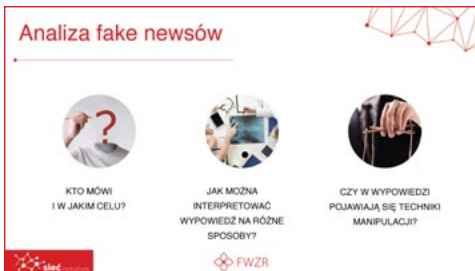 Analiza fake newsów
KTO MÓWI
I W JAKIM CELU?
JAK MOŻNA
INTERPRETOWAĆ
WYPOWIEDŹ NA RÓŻNE
SPOSOBY?
CZY W WYPOWIEDZI
POJAWIAJĄ SIĘ TECHNIKI
MANIPULACJI?
sieć
FWZR